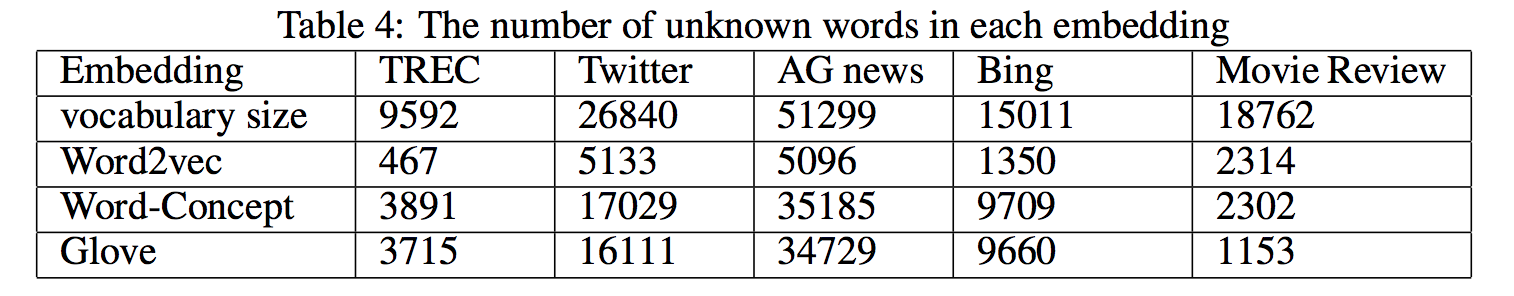 Table 4: The number of unknown words in each embedding
Embedding TREC Twitter AG news Bing Movie Review
vocabulary size 9592 26840 51299 15011 18762
Word2vec 467 5133 5096 1350 2314
Word-Concept 3891 17029 35185 9709 2302
Glove 3715 16111 34729 9660 1153